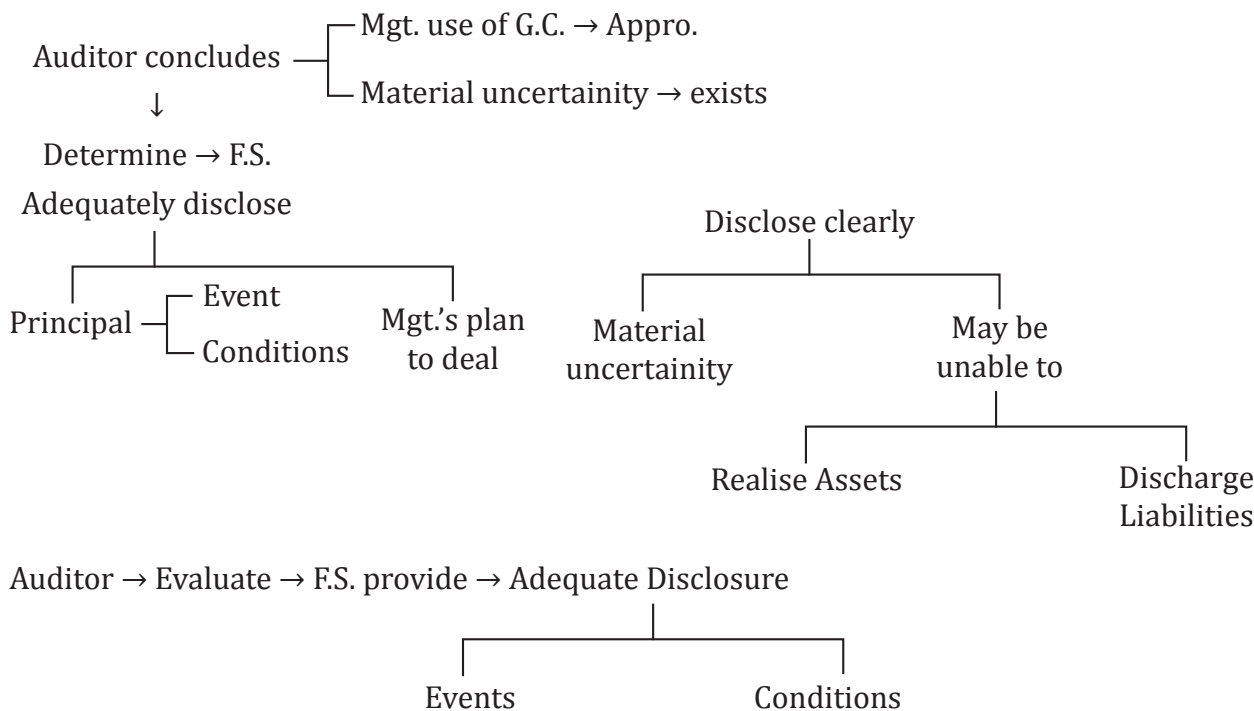 Auditor concludes
Mgt. use of G.C. → Appro.
Material uncertainity → exists
↓
Determine → F.S.
Adequately disclose
Principal
Event
Conditions
Mgt.'s plan
to deal
Disclose clearly
Material
uncertainity
May be
unable to
Realise Assets
Discharge
Liabilities
Auditor → Evaluate → F.S. provide → Adequate Disclosure
Events
Conditions